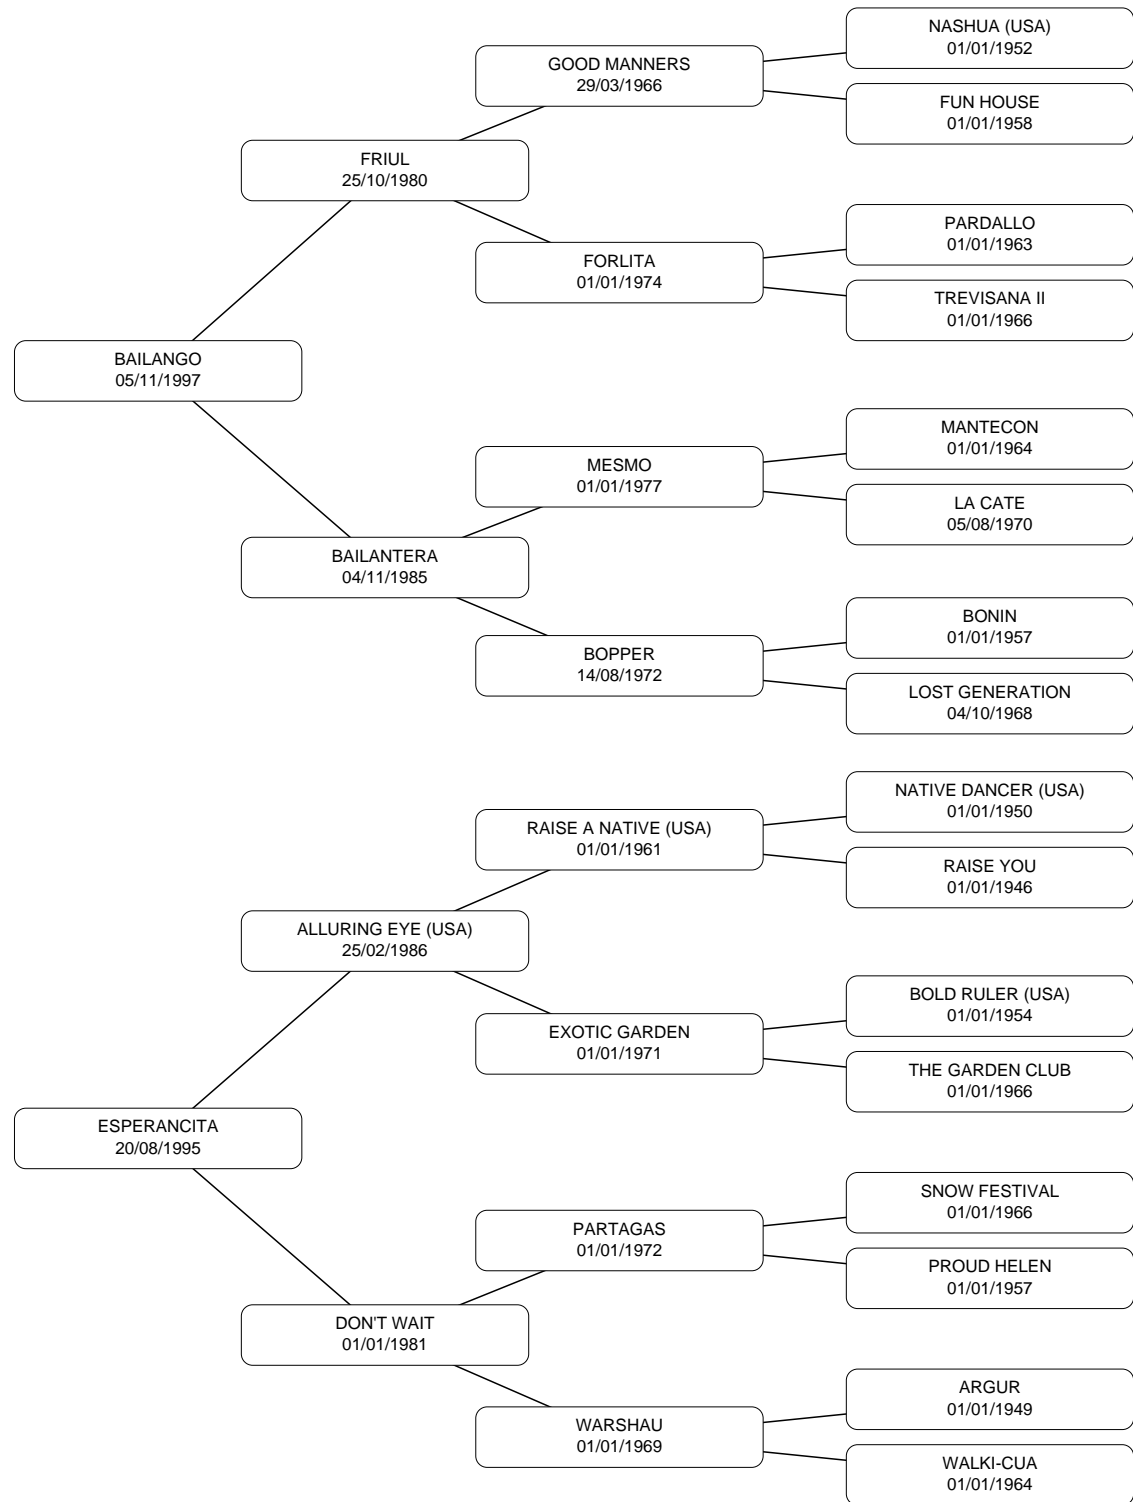 NASHUA (USA)
01/01/1952
GOOD MANNERS
29/03/1966
FUN HOUSE
01/01/1958
FRIUL
25/10/1980
PARDALLO
01/01/1963
FORLITA
01/01/1974
TREVISANA II
01/01/1966
BAILANGO
05/11/1997
MANTECON
01/01/1964
MESMO
01/01/1977
LA CATE
05/08/1970
BAILANTERA
04/11/1985
BONIN
01/01/1957
BOPPER
14/08/1972
LOST GENERATION
04/10/1968
NATIVE DANCER (USA)
01/01/1950
RAISE A NATIVE (USA)
01/01/1961
RAISE YOU
01/01/1946
ALLURING EYE (USA)
25/02/1986
BOLD RULER (USA)
01/01/1954
EXOTIC GARDEN
01/01/1971
THE GARDEN CLUB
01/01/1966
ESPERANCITA
20/08/1995
SNOW FESTIVAL
01/01/1966
PARTAGAS
01/01/1972
PROUD HELEN
01/01/1957
DON'T WAIT
01/01/1981
ARGUR
01/01/1949
WARSHAU
01/01/1969
WALKI-CUA
01/01/1964